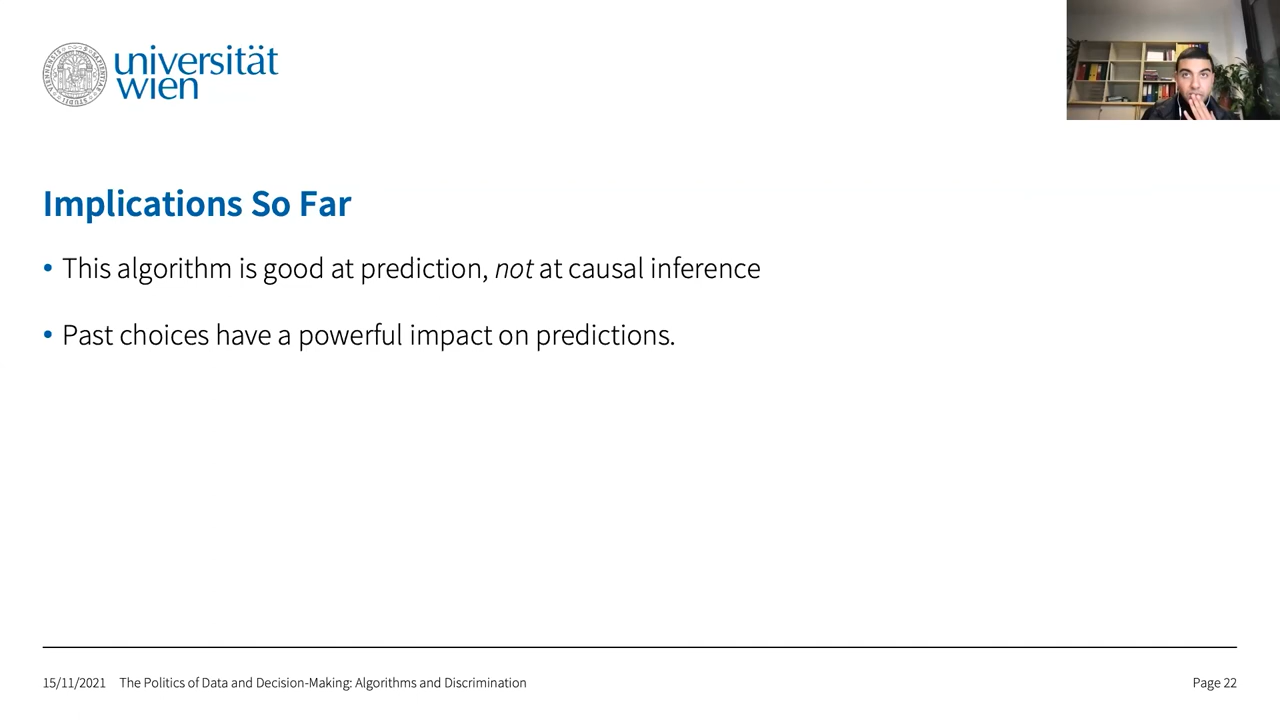 universität
wien
Implications So Far
• This algorithm is good at prediction, not at causal inference
• Past choices have a powerful impact on predictions.
15/11/2021 The Politics of Data and Decision-Making: Algorithms and Discrimination Page 22